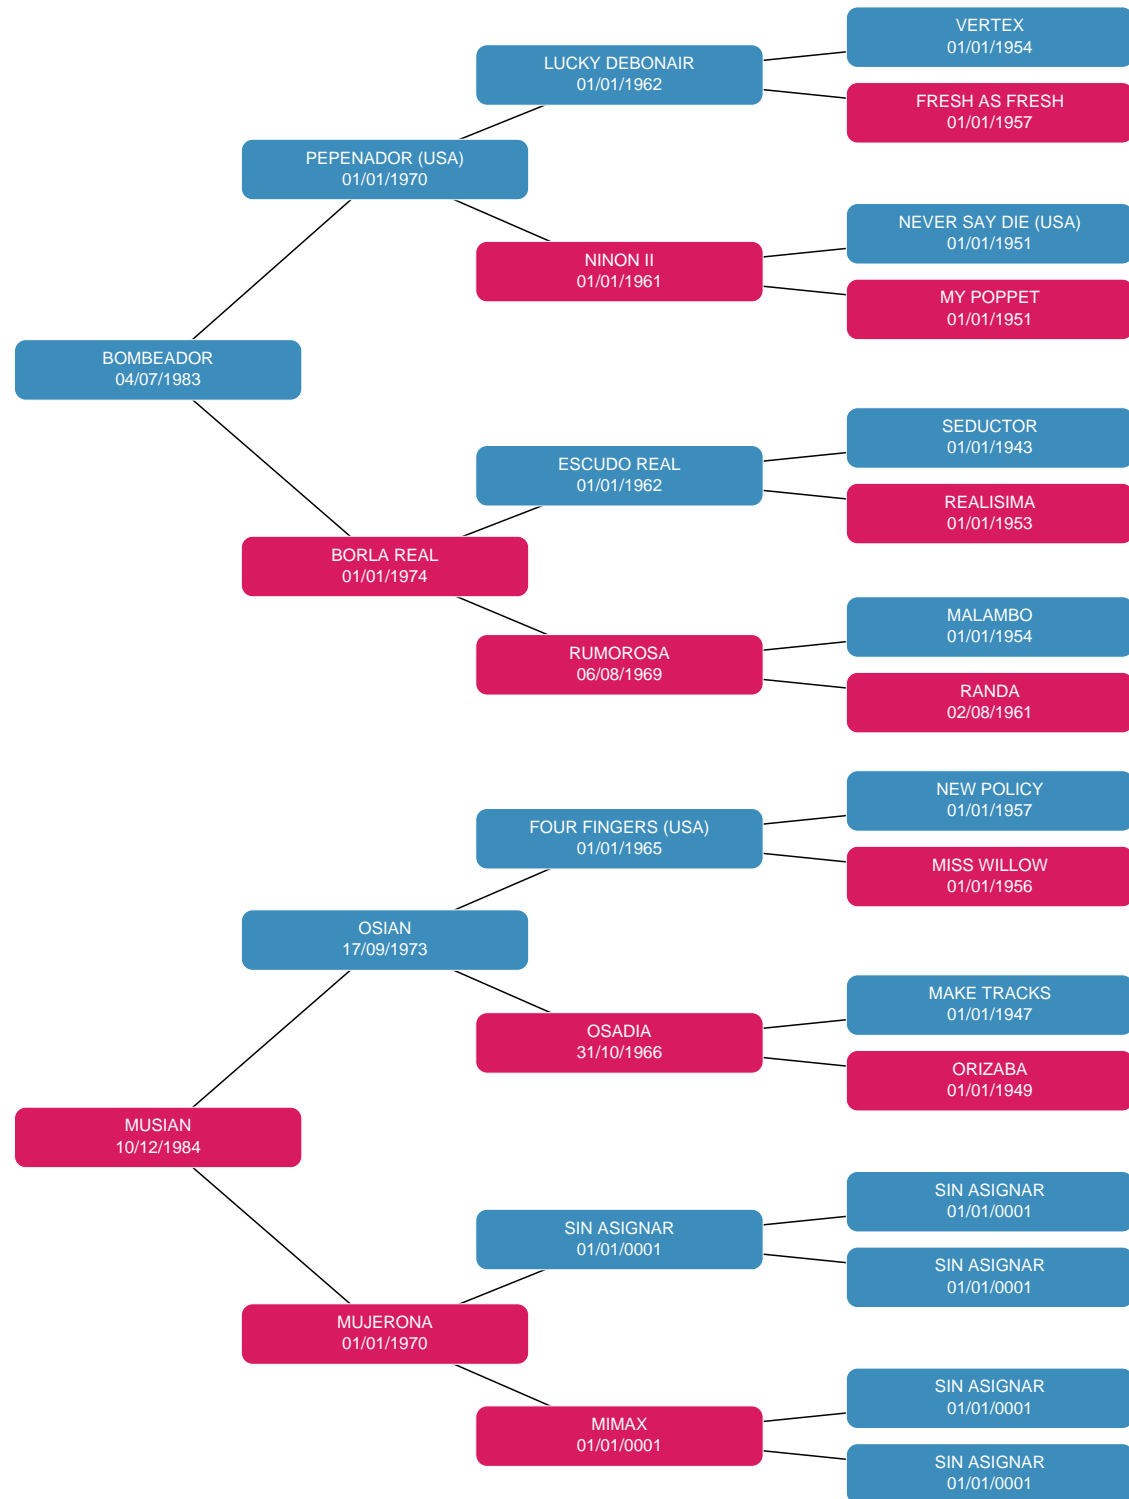 VERTEX
01/01/1954
LUCKY DEBONAIR
01/01/1962
FRESH AS FRESH
01/01/1957
PEPENADOR (USA)
01/01/1970
NEVER SAY DIE (USA)
01/01/1951
NINON II
01/01/1961
MY POPPET
01/01/1951
BOMBEADOR
04/07/1983
SEDUCTOR
01/01/1943
ESCUDO REAL
01/01/1962
REALISIMA
01/01/1953
BORLA REAL
01/01/1974
MALAMBO
01/01/1954
RUMOROSA
06/08/1969
RANDA
02/08/1961
NEW POLICY
01/01/1957
FOUR FINGERS (USA)
01/01/1965
MISS WILLOW
01/01/1956
OSIAN
17/09/1973
MAKE TRACKS
01/01/1947
OSADIA
31/10/1966
ORIZABA
01/01/1949
MUSIAN
10/12/1984
SIN ASIGNAR
01/01/0001
SIN ASIGNAR
01/01/0001
SIN ASIGNAR
01/01/0001
MUJERONA
01/01/1970
SIN ASIGNAR
01/01/0001
MIMAX
01/01/0001
SIN ASIGNAR
01/01/0001